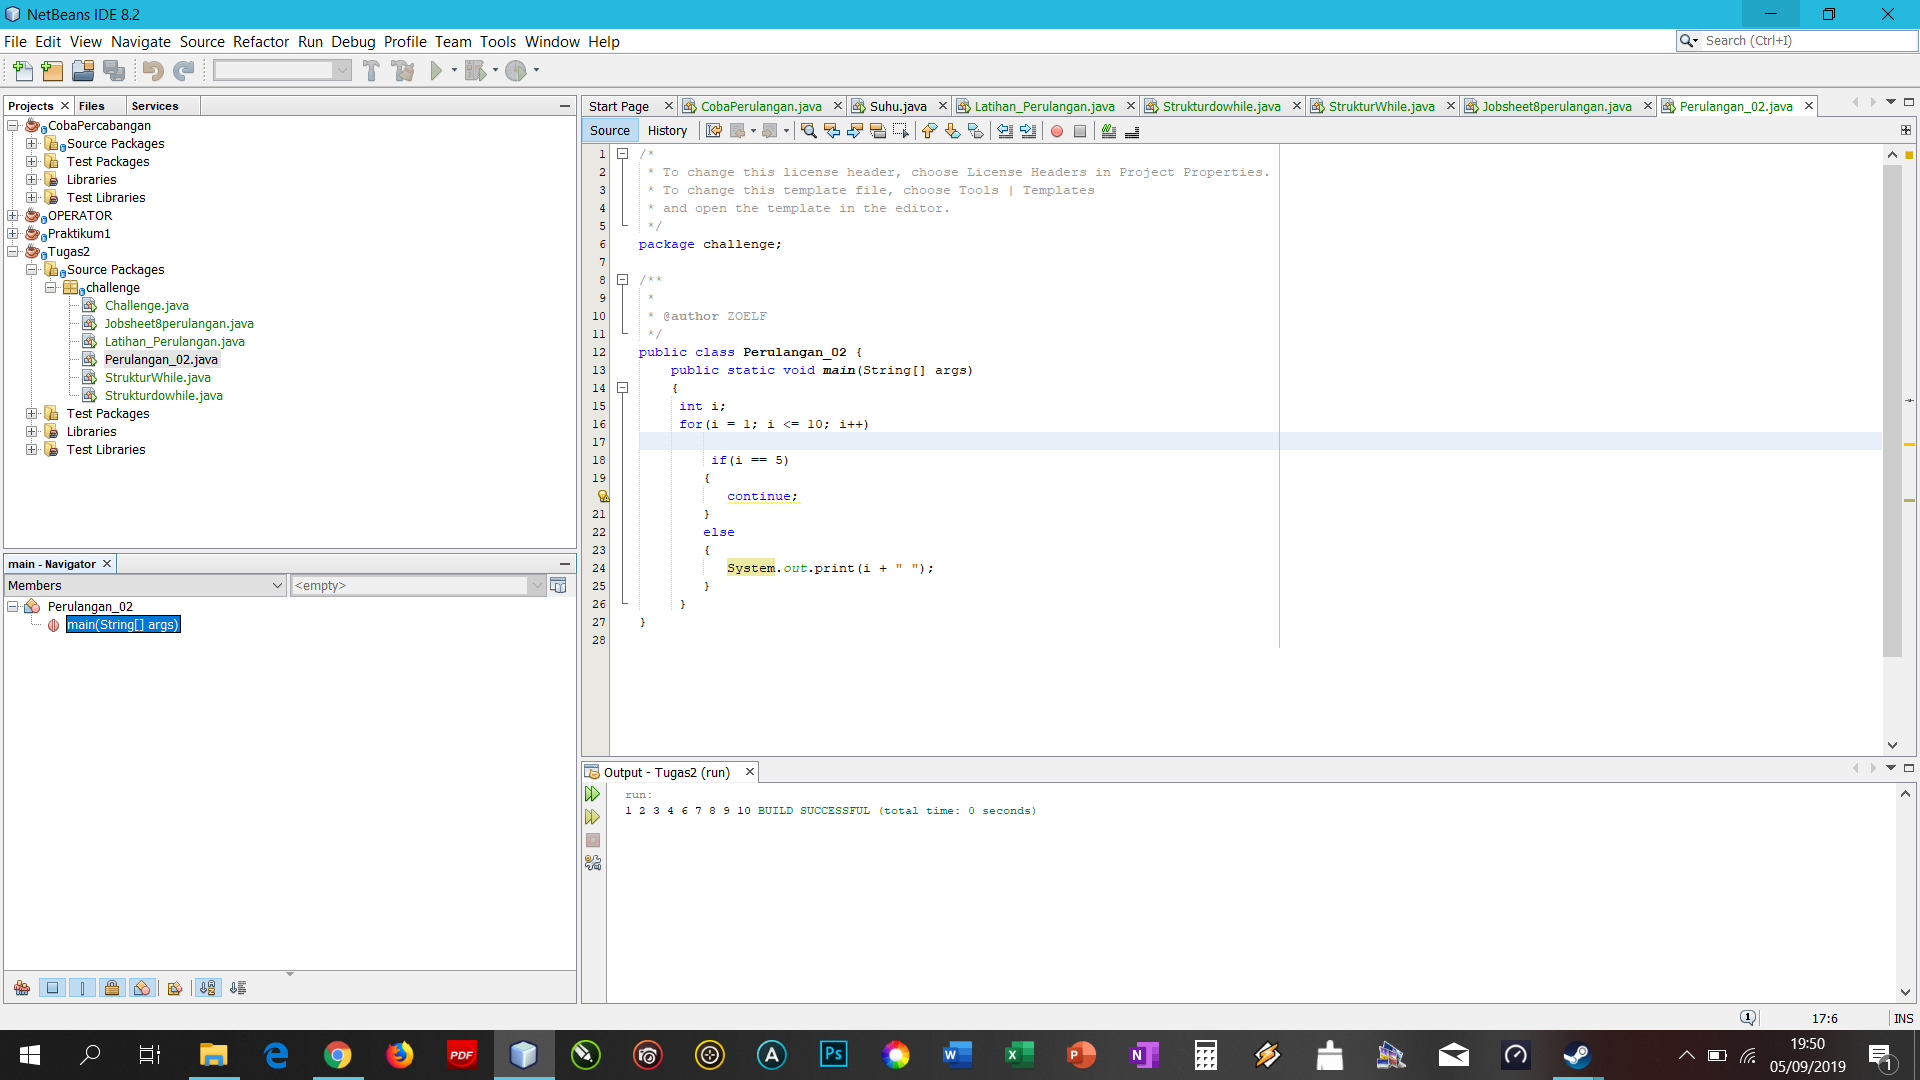 NetBeans IDE 8.2
File Edit View Navigate Source Refactor Run Debug Profile Team Tools Window Help
Search (Ctrl+I)
Projects Files Services
CobaPercabangan
Source Packages
Test Packages
Libraries
Test Libraries
OPERATOR
Praktikum1
Tugas2
Source Packages
challenge
Challenge.java
Jobsheet8perulangan.java
Latihan_Perulangan.java
Perulangan_02.java
StrukturWhile.java
Strukturdowhile.java
Test Packages
Libraries
Test Libraries
main - Navigator
Members <empty>
Perulangan_02
main(String[] args)
Start Page CobaPerulangan.java Suhu.java Latihan_Perulangan.java Strukturdowhile.java StrukturWhile.java Jobsheet8perulangan.java Perulangan_02.java
Source History
1 /*
2 * To change this license header, choose License Headers in Project Properties.
3 * To change this template file, choose Tools | Templates
4 * and open the template in the editor.
5 */
6 package challenge;
7
8 /**
9 *
10 * @author ZOELF
11 */
12 public class Perulangan_02 {
13 public static void main(String[] args)
14 {
15 int i;
16 for(i = 1; i <= 10; i++)
17
18 if(i == 5)
19 {
continue;
21 }
22 else
23 {
24 System.out.print(i + " ");
25 }
26 }
27 }
28
Output - Tugas2 (run)
run:
1 2 3 4 6 7 8 9 10 BUILD SUCCESSFUL (total time: 0 seconds)
1 17:6 INS
PDF
Ps
19:50
05/09/2019
1